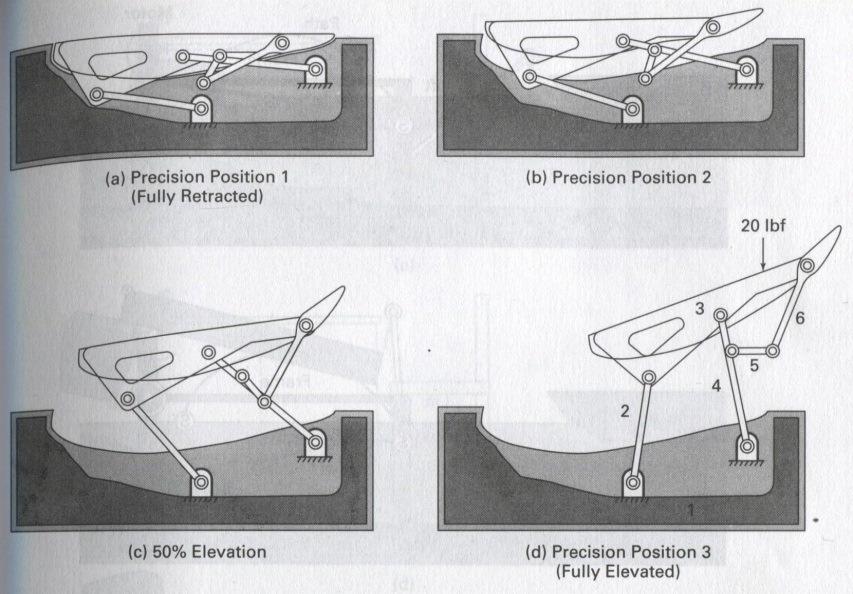 (a) Precision Position 1
(Fully Retracted)
(b) Precision Position 2
20 lbf
3
6
5
4
2
1
(c) 50% Elevation
(d) Precision Position 3
(Fully Elevated)